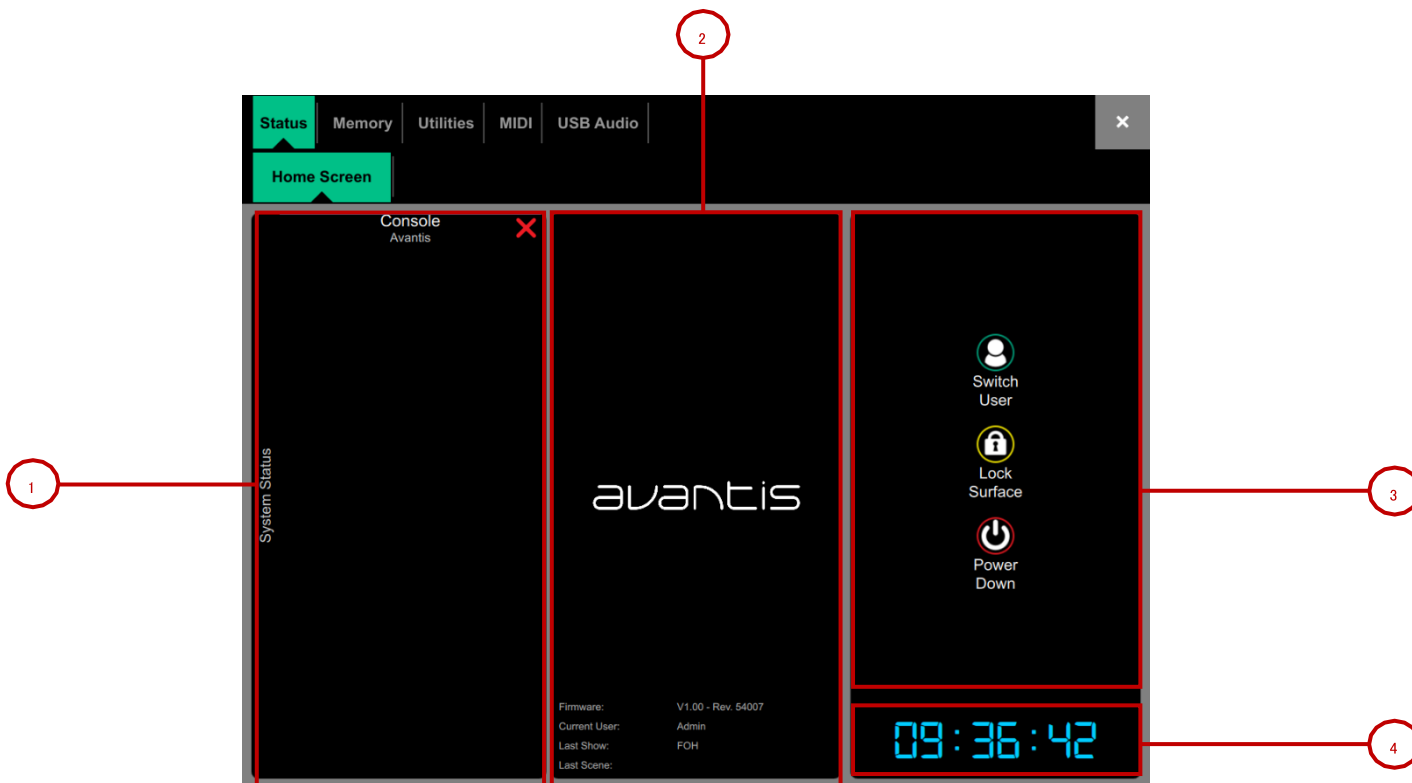 2
Status
Memory
Utilities
MIDI
USB Audio
×
Home Screen
Console
Avantis
System Status
1
avantis
Firmware: V1.00 - Rev. 54007
Current User: Admin
Last Show: FOH
Last Scene:
Switch
User
Lock
Surface
Power
Down
3
09:36:42
4